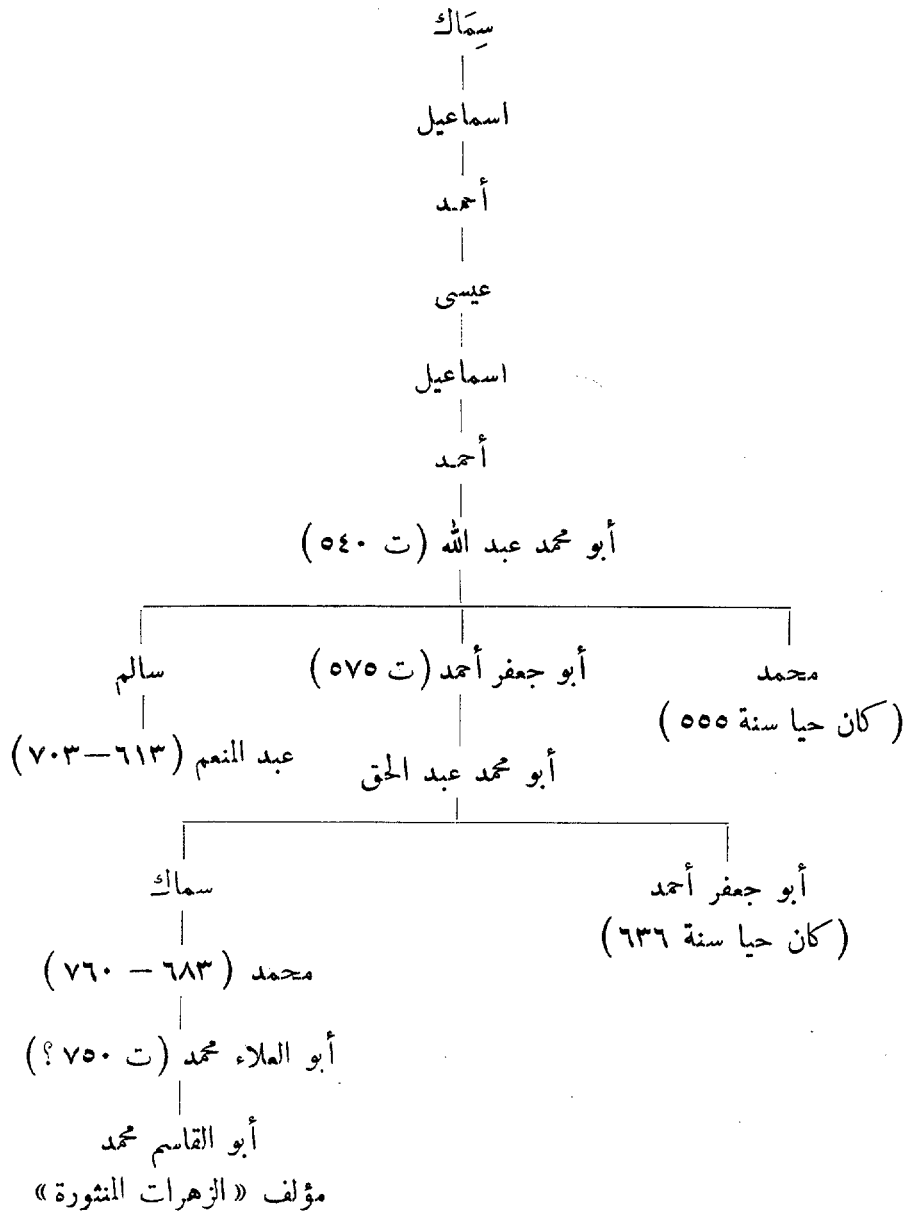 سِمَاك
اسماعيل
أحمد
عيسى
اسماعيل
أحمد
أبو محمد عبد الله (ت ٥٤٠)
محمد
(كان حيا سنة ٥٥٥)
أبو جعفر أحمد (ت ٥٧٥)
سالم
عبد المنعم (٦١٣—٧٠٣)
أبو محمد عبد الحق
أبو جعفر أحمد
(كان حيا سنة ٦٣٦)
سماك
محمد (٦٨٣ – ٧٦٠)
أبو العلاء محمد (ت ٧٥٠ ؟)
أبو القاسم محمد
مؤلف « الزهرات المنثورة »